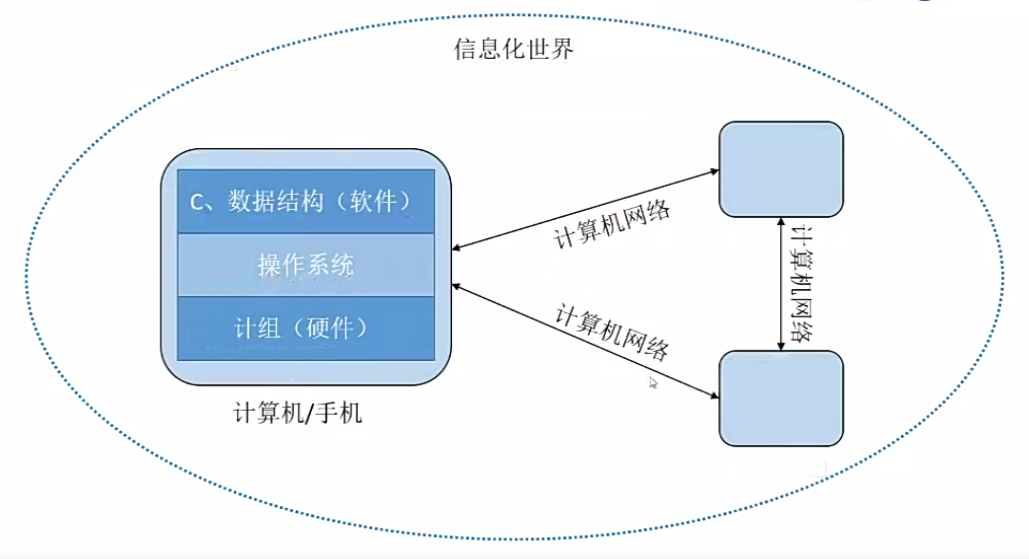 信息化世界
C、数据结构（软件）
操作系统
计组（硬件）
计算机/手机
计算机网络
计算机网络
计算机网络